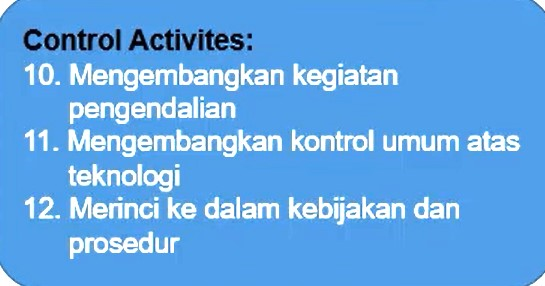 Control Activites:
10. Mengembangkan kegiatan
pengendalian
11. Mengembangkan kontrol umum atas
teknologi
12. Merinci ke dalam kebijakan dan
prosedur